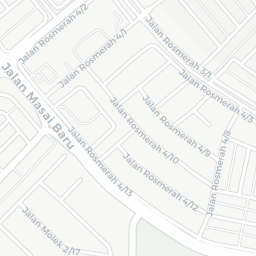 Jalan Rosmerah 4/2
Jalan Rosmerah 4/1
Jalan Rosmerah 3/1
Jalan Rosmerah 4/1
Jalan Rosmerah 4/3
Jalan Masai Baru
Jalan Rosmerah 4/10
Jalan Rosmerah 4/9
Jalan Rosmerah 4/8
Jalan Rosmerah 4/13
Jalan Rosmerah 4/12
Jalan Molek 2/17